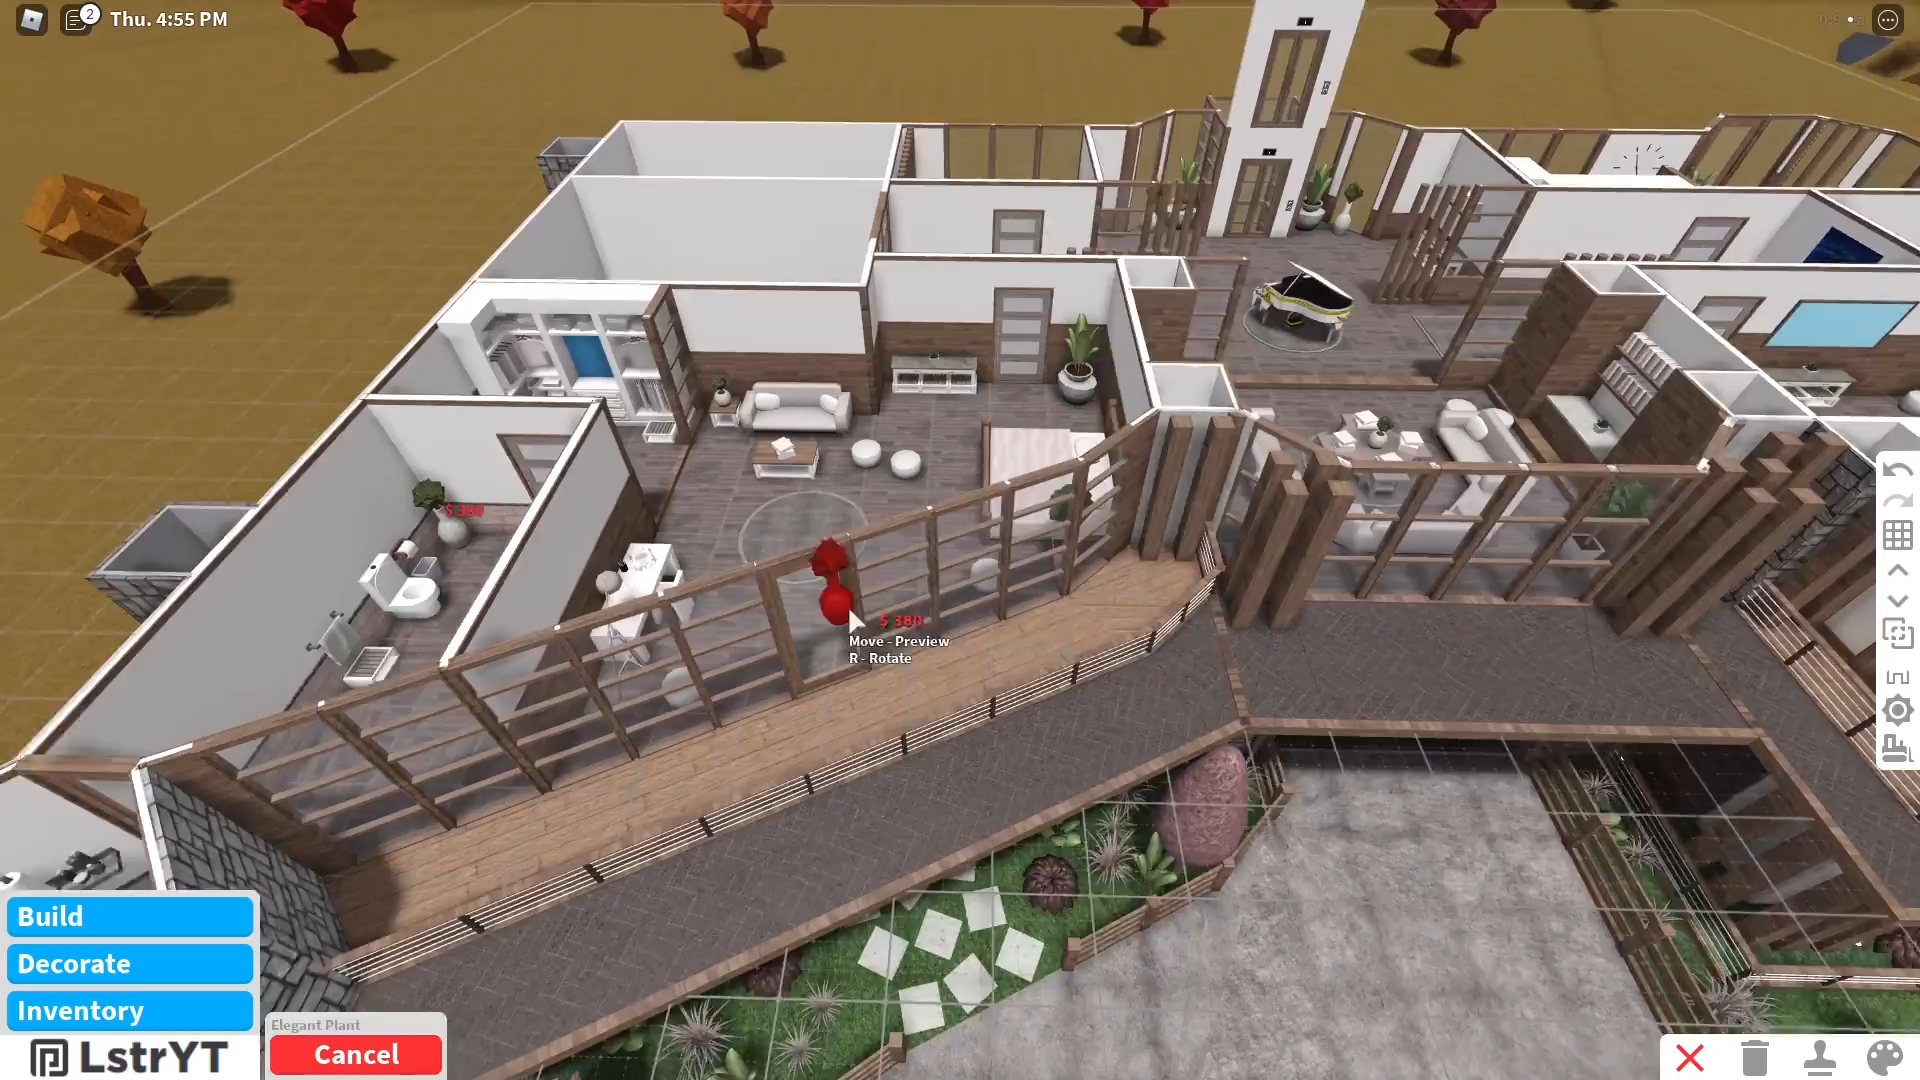 2
Thu. 4:55 PM
$ 380
$ 380
Move - Preview
R - Rotate
Build
Decorate
Inventory
LstrYT
Elegant Plant
Cancel